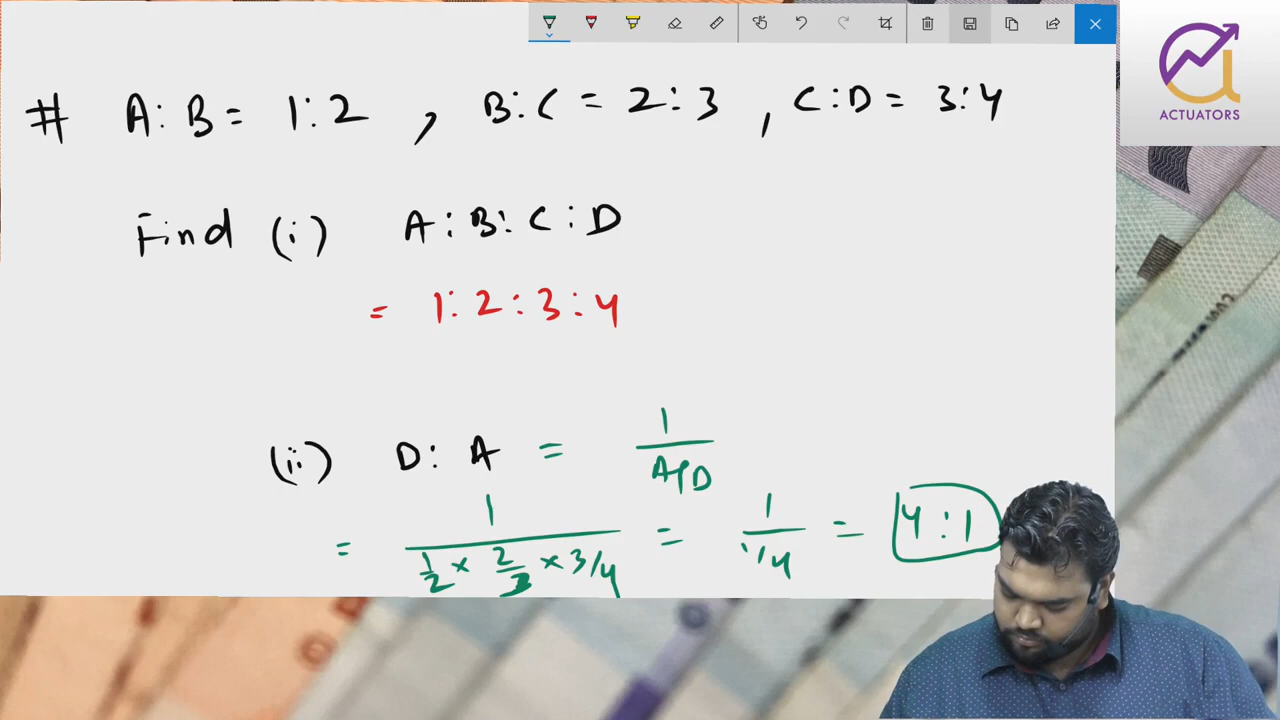 # A:B = 1:2 , B:C = 2:3 , C:D = 3:4
ACTUATORS
Find (i) A:B:C:D
= 1:2:3:4
(ii) D:A = 1/(A/D)
= 1/(1/2 × 2/3 × 3/4) = 1/(1/4) = 4:1